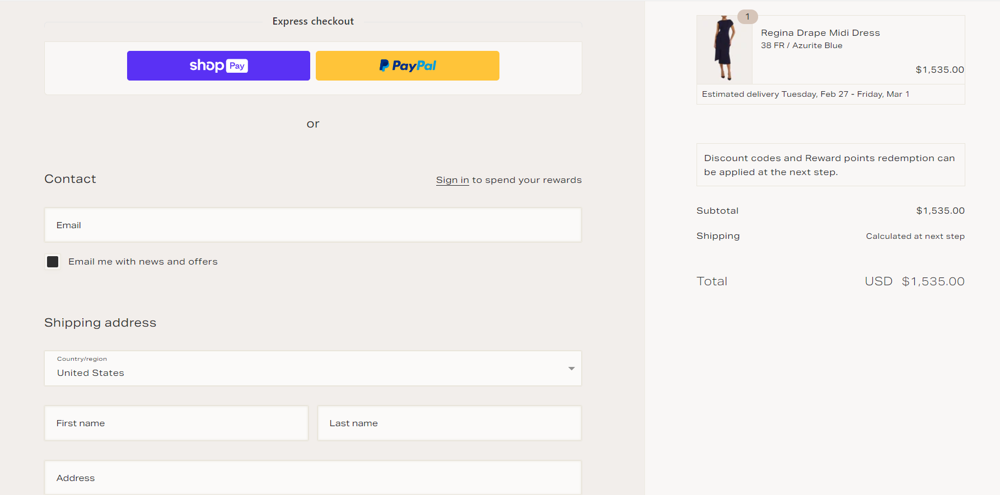 Express checkout
shop Pay
PayPal
or
Contact
Sign in to spend your rewards
Email
Email me with news and offers
Shipping address
Country/region
United States
First name
Last name
Address
1
Regina Drape Midi Dress
38 FR / Azurite Blue
$1,535.00
Estimated delivery Tuesday, Feb 27 - Friday, Mar 1
Discount codes and Reward points redemption can
be applied at the next step.
Subtotal $1,535.00
Shipping Calculated at next step
Total USD $1,535.00